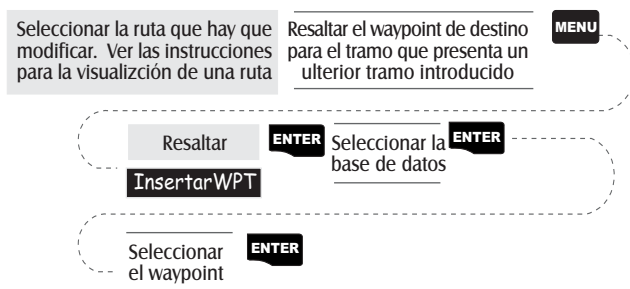 Seleccionar la ruta que hay que
modificar. Ver las instrucciones
para la visualizción de una ruta
Resaltar el waypoint de destino
para el tramo que presenta un
ulterior tramo introducido
MENU
Resaltar
InsertarWPT
ENTER
Seleccionar la
base de datos
ENTER
Seleccionar
el waypoint
ENTER